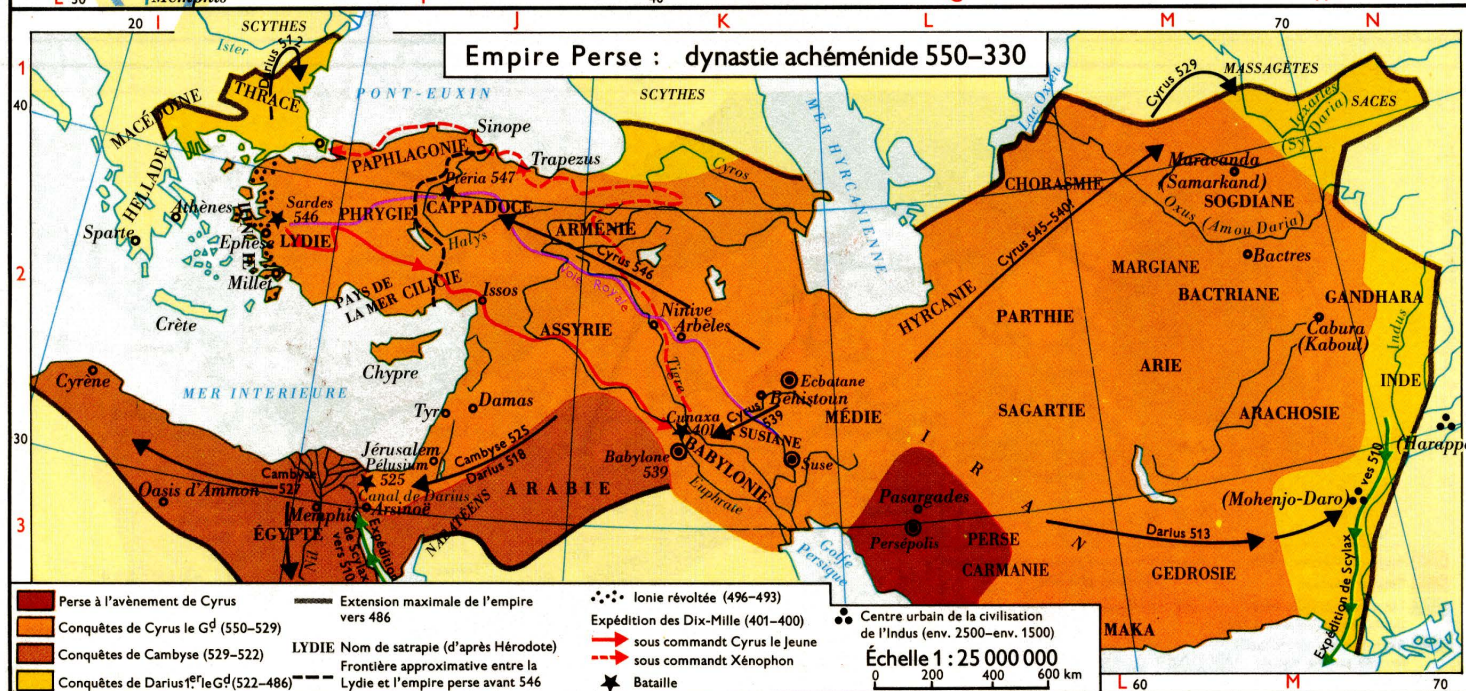 Memphis
20
I
J
40
K
L
M
70
N
1
40
2
30
3
Empire Perse : dynastie achéménide 550–330
SCYTHES
Ister
Darius 512
THRACE
MACÉDOINE
PONT-EUXIN
SCYTHES
MER HYRCANIENNE
Lac Oxien
Cyrus 529
MASSAGÈTES
SACES
Iaxartes
(Syr Daria)
Sinope
PAPHLAGONIE
Trapezus
Cyros
Ptéria 547
CAPPADOCE
CHORASMIE
Maracanda
(Samarkand)
SOGDIANE
Oxus (Amou Daria)
HELLADE
Athènes
Sparte
IONIE
Sardes
546
PHRYGIE
Ephèse
LYDIE
Halys
ARMÉNIE
Cyrus 546
Cyrus 545–540
Bactres
MARGIANE
BACTRIANE
GANDHARA
Millet
PAYS DE
LA MER
CILICIE
Issos
Voie Royale
Ninive
Arbèles
HYRCANIE
PARTHIE
Cabura
(Kaboul)
Indus
Crète
ASSYRIE
ARIE
Cyrène
MER INTERIEURE
Chypre
Tigre
Ecbatane
Béhistoun
INDE
Tyr
Damas
Cunaxa
401
Cyrus
539
MÉDIE
SAGARTIE
ARACHOSIE
SUSIANE
(Harappa)
Jérusalem
Pélusium
525
Cambyse 525
Darius 518
Babylone
539
BABYLONIE
Suse
IRAN
Cambyse
527
Oasis d'Ammon
Canal de Darius
Arsinoë
ARABIE
Euphrate
Pasargades
(Mohenjo-Daro)
vers 510
Memphis
ÉGYPTE
NABATÉENS
Persépolis
PERSE
Darius 513
Nil
Expédition
de Scylax
vers 510
Golfe
Persique
CARMANIE
GEDROSIE
Expédition de Scylax
MAKA
Perse à l'avènement de Cyrus
Conquêtes de Cyrus le Gd (550–529)
Conquêtes de Cambyse (529–522)
Conquêtes de Darius 1er le Gd (522–486)
Extension maximale de l'empire
vers 486
LYDIE Nom de satrapie (d'après Hérodote)
Frontière approximative entre la
Lydie et l'empire perse avant 546
Ionie révoltée (496–493)
Expédition des Dix-Mille (401–400)
sous commandt Cyrus le Jeune
sous commandt Xénophon
Bataille
Centre urbain de la civilisation
de l'Indus (env. 2500–env. 1500)
Échelle 1 : 25 000 000
0 200 400 600 km
L
60
M
70